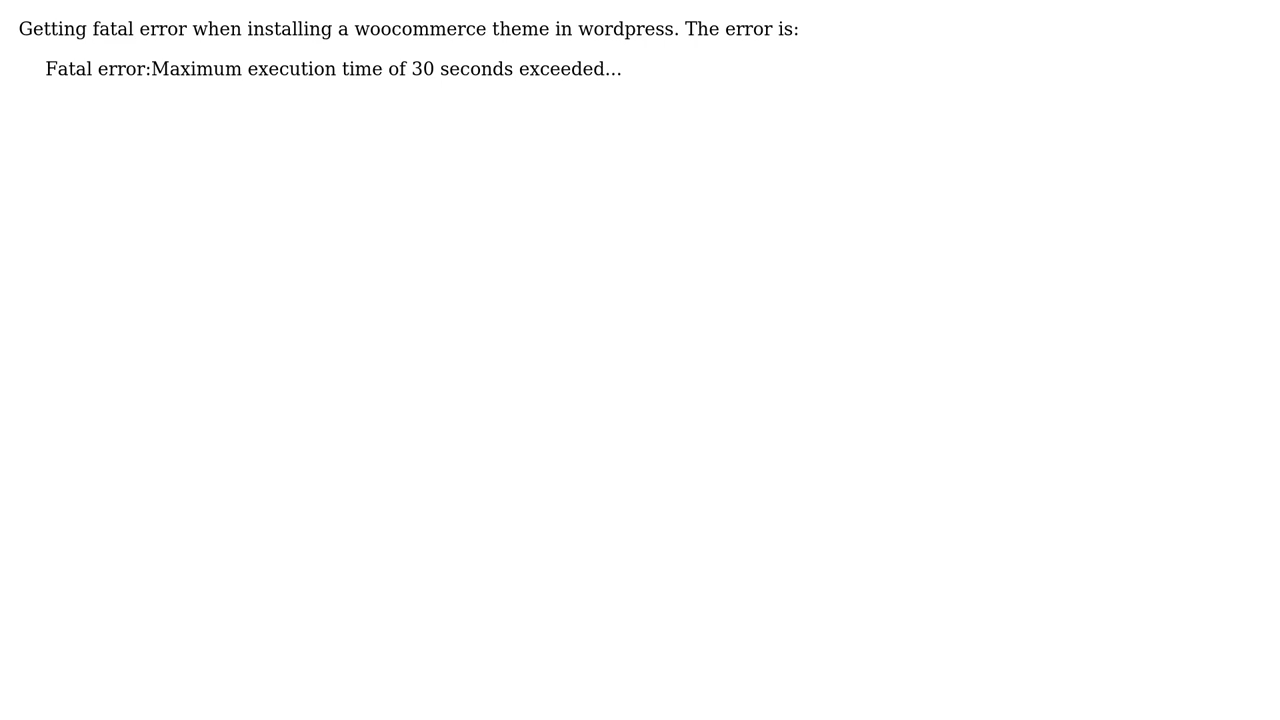 Getting fatal error when installing a woocommerce theme in wordpress. The error is:
Fatal error:Maximum execution time of 30 seconds exceeded...